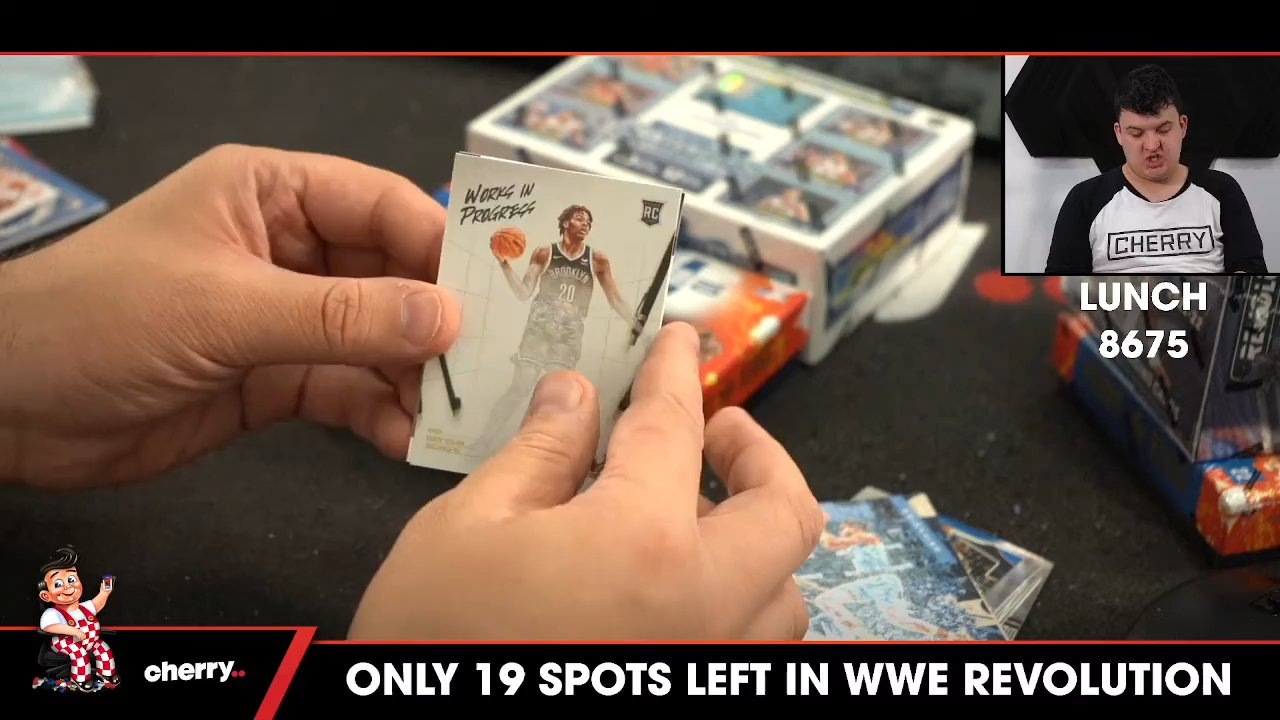 WORKS IN
PROGRESS
RC
BROOKLYN
20
CHERRY
LUNCH
8675
cherry..
ONLY 19 SPOTS LEFT IN WWE REVOLUTION